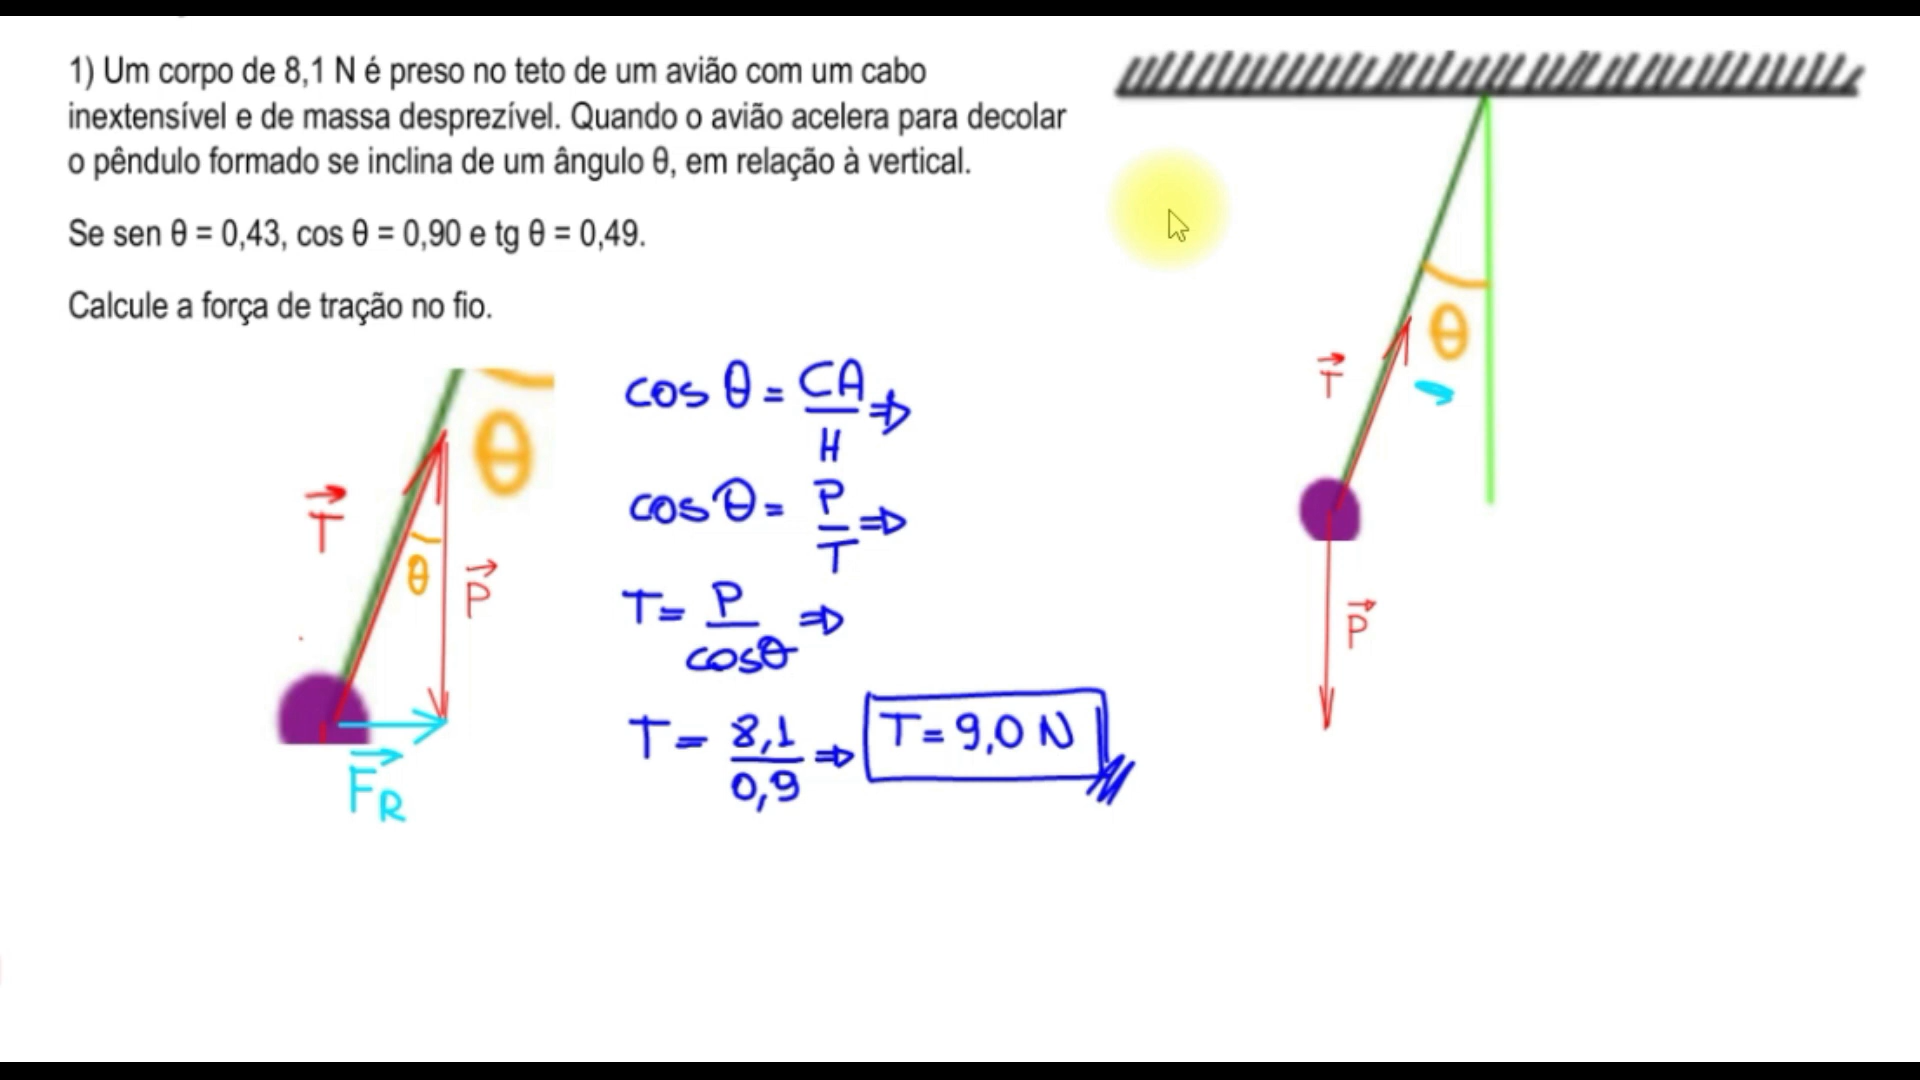 1) Um corpo de 8,1 N é preso no teto de um avião com um cabo
inextensível e de massa desprezível. Quando o avião acelera para decolar
o pêndulo formado se inclina de um ângulo θ, em relação à vertical.
Se sen θ = 0,43, cos θ = 0,90 e tg θ = 0,49.
Calcule a força de tração no fio.
θ
T⃗
θ
P⃗
F⃗R
cos θ = CA/H ⇒
cos θ = P/T ⇒
T = P/cosθ ⇒
T = 8,1/0,9 ⇒ T = 9,0 N
θ
T⃗
P⃗